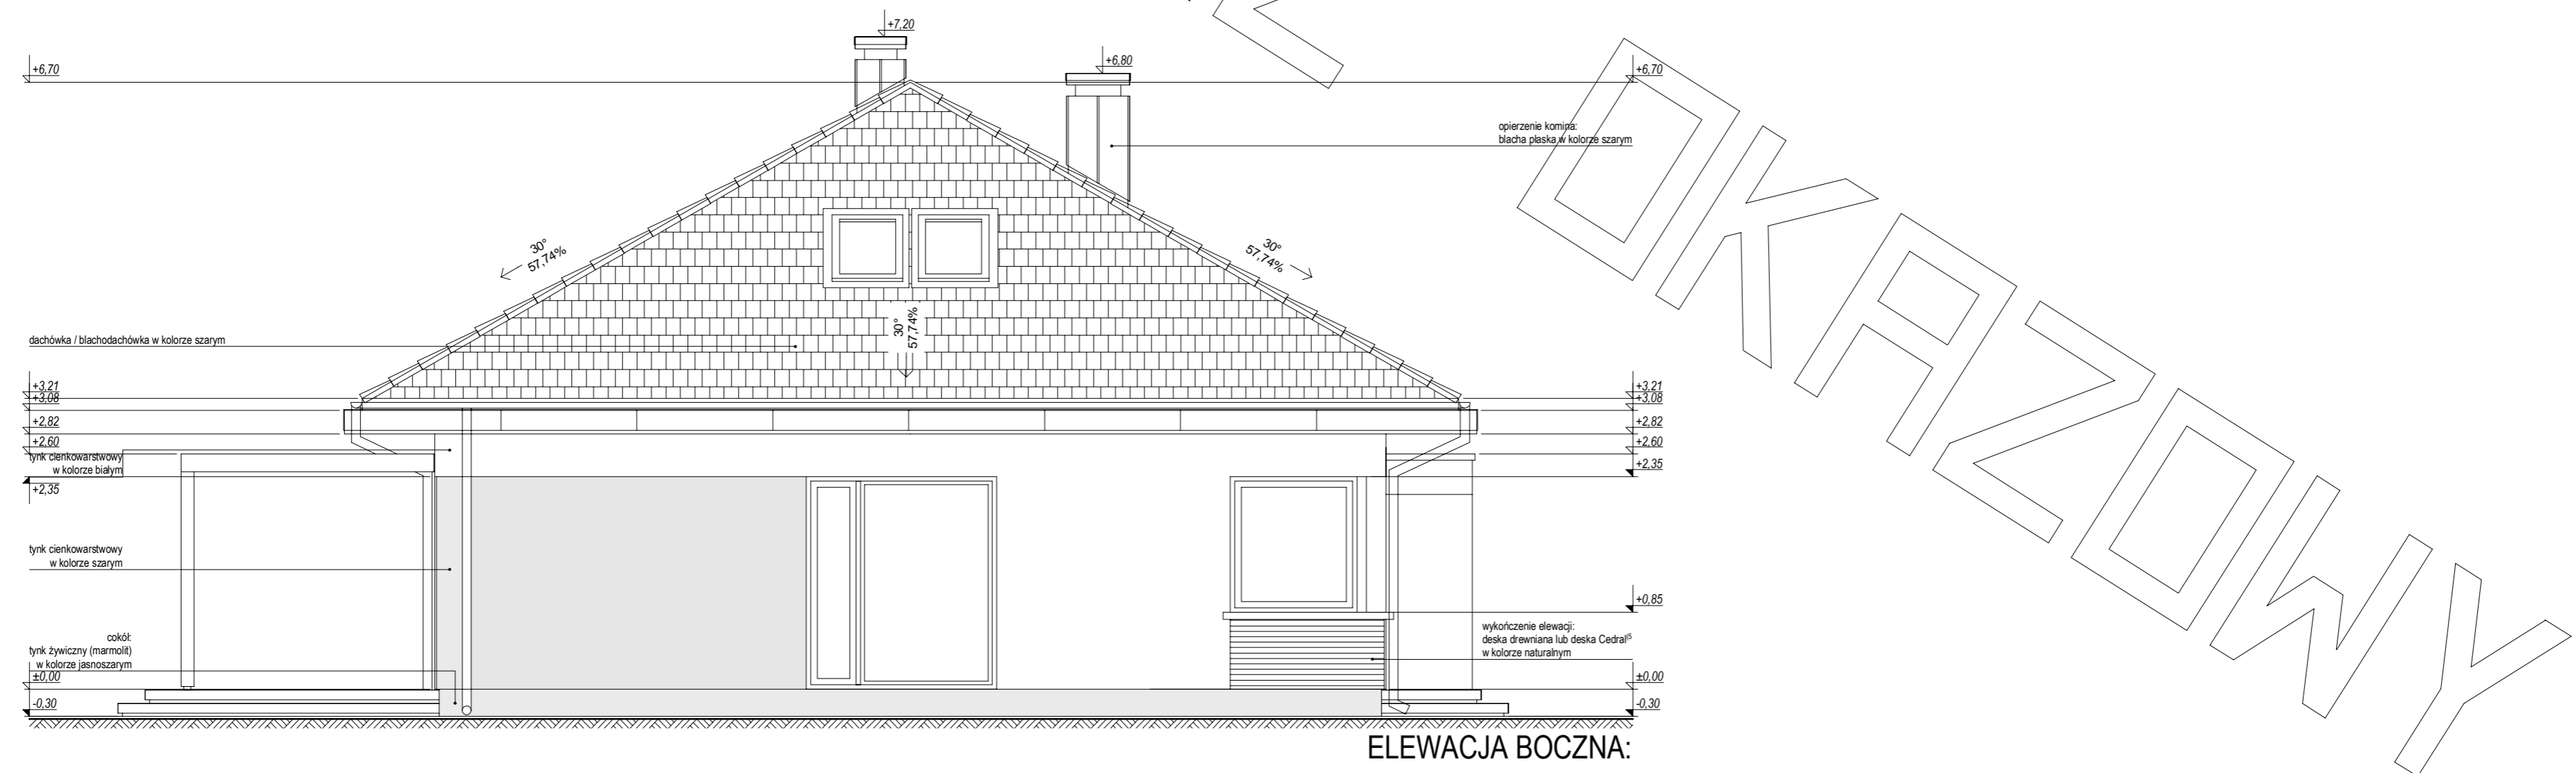 +7,20
+6,70
+6,80
+6,70
opierzenie komina:
blacha płaska w kolorze szarym
30°
57,74%
30°
57,74%
30°
57,74%
dachówka / blachodachówka w kolorze szarym
+3,21
+3,08
+2,82
+2,60
tynk cienkowarstwowy
w kolorze białym
+2,35
+3,21
+3,08
+2,82
+2,60
+2,35
tynk cienkowarstwowy
w kolorze szarym
+0,85
cokół:
tynk żywiczny (marmolit)
w kolorze jasnoszarym
±0,00
-0,30
wykończenie elewacji:
deska drewniana lub deska Cedral
w kolorze naturalnym
±0,00
-0,30
ELEWACJA BOCZNA:
OKAZOWY